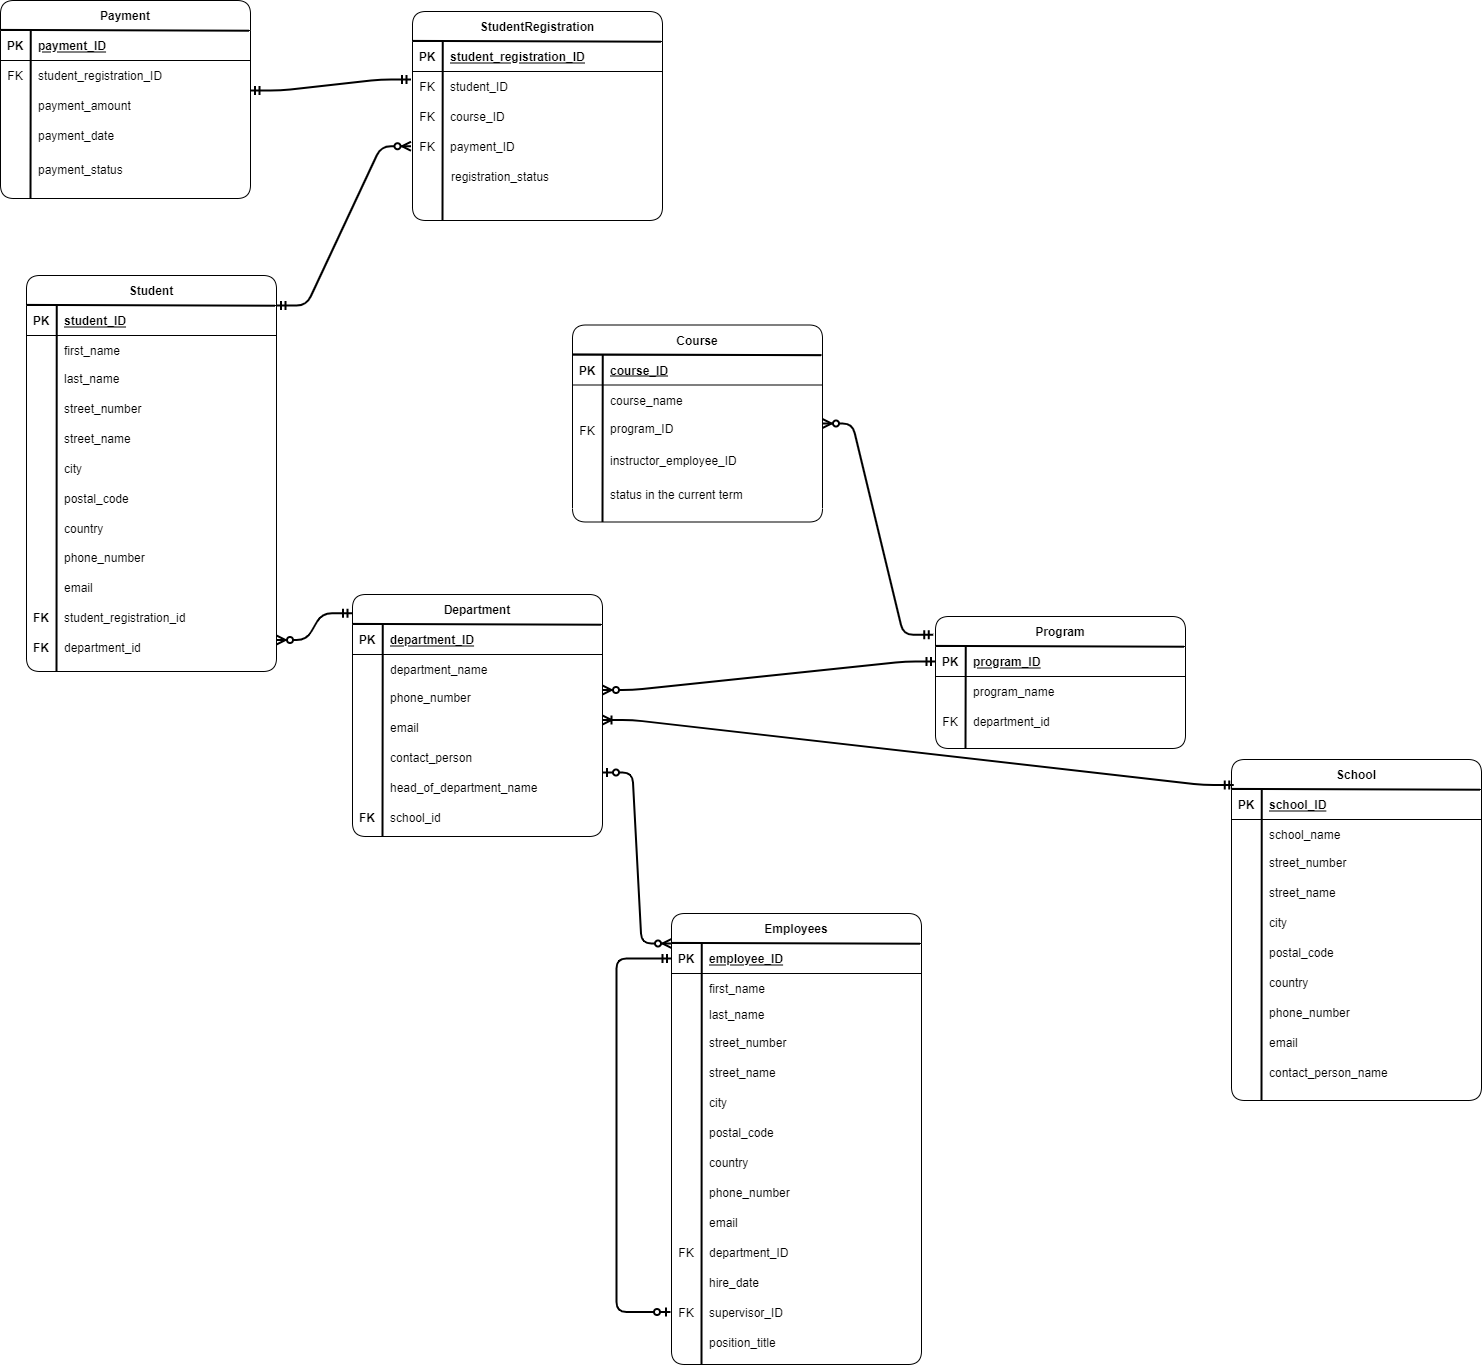 Payment
PK payment_ID
FK student_registration_ID
payment_amount
payment_date
payment_status
StudentRegistration
PK student_registration_ID
FK student_ID
FK course_ID
FK payment_ID
registration_status
Student
PK student_ID
first_name
last_name
street_number
street_name
city
postal_code
country
phone_number
email
FK student_registration_id
FK department_id
Course
PK course_ID
course_name
FK program_ID
instructor_employee_ID
status in the current term
Department
PK department_ID
department_name
phone_number
email
contact_person
head_of_department_name
FK school_id
Program
PK program_ID
program_name
FK department_id
School
PK school_ID
school_name
street_number
street_name
city
postal_code
country
phone_number
email
contact_person_name
Employees
PK employee_ID
first_name
last_name
street_number
street_name
city
postal_code
country
phone_number
email
FK department_ID
hire_date
FK supervisor_ID
position_title